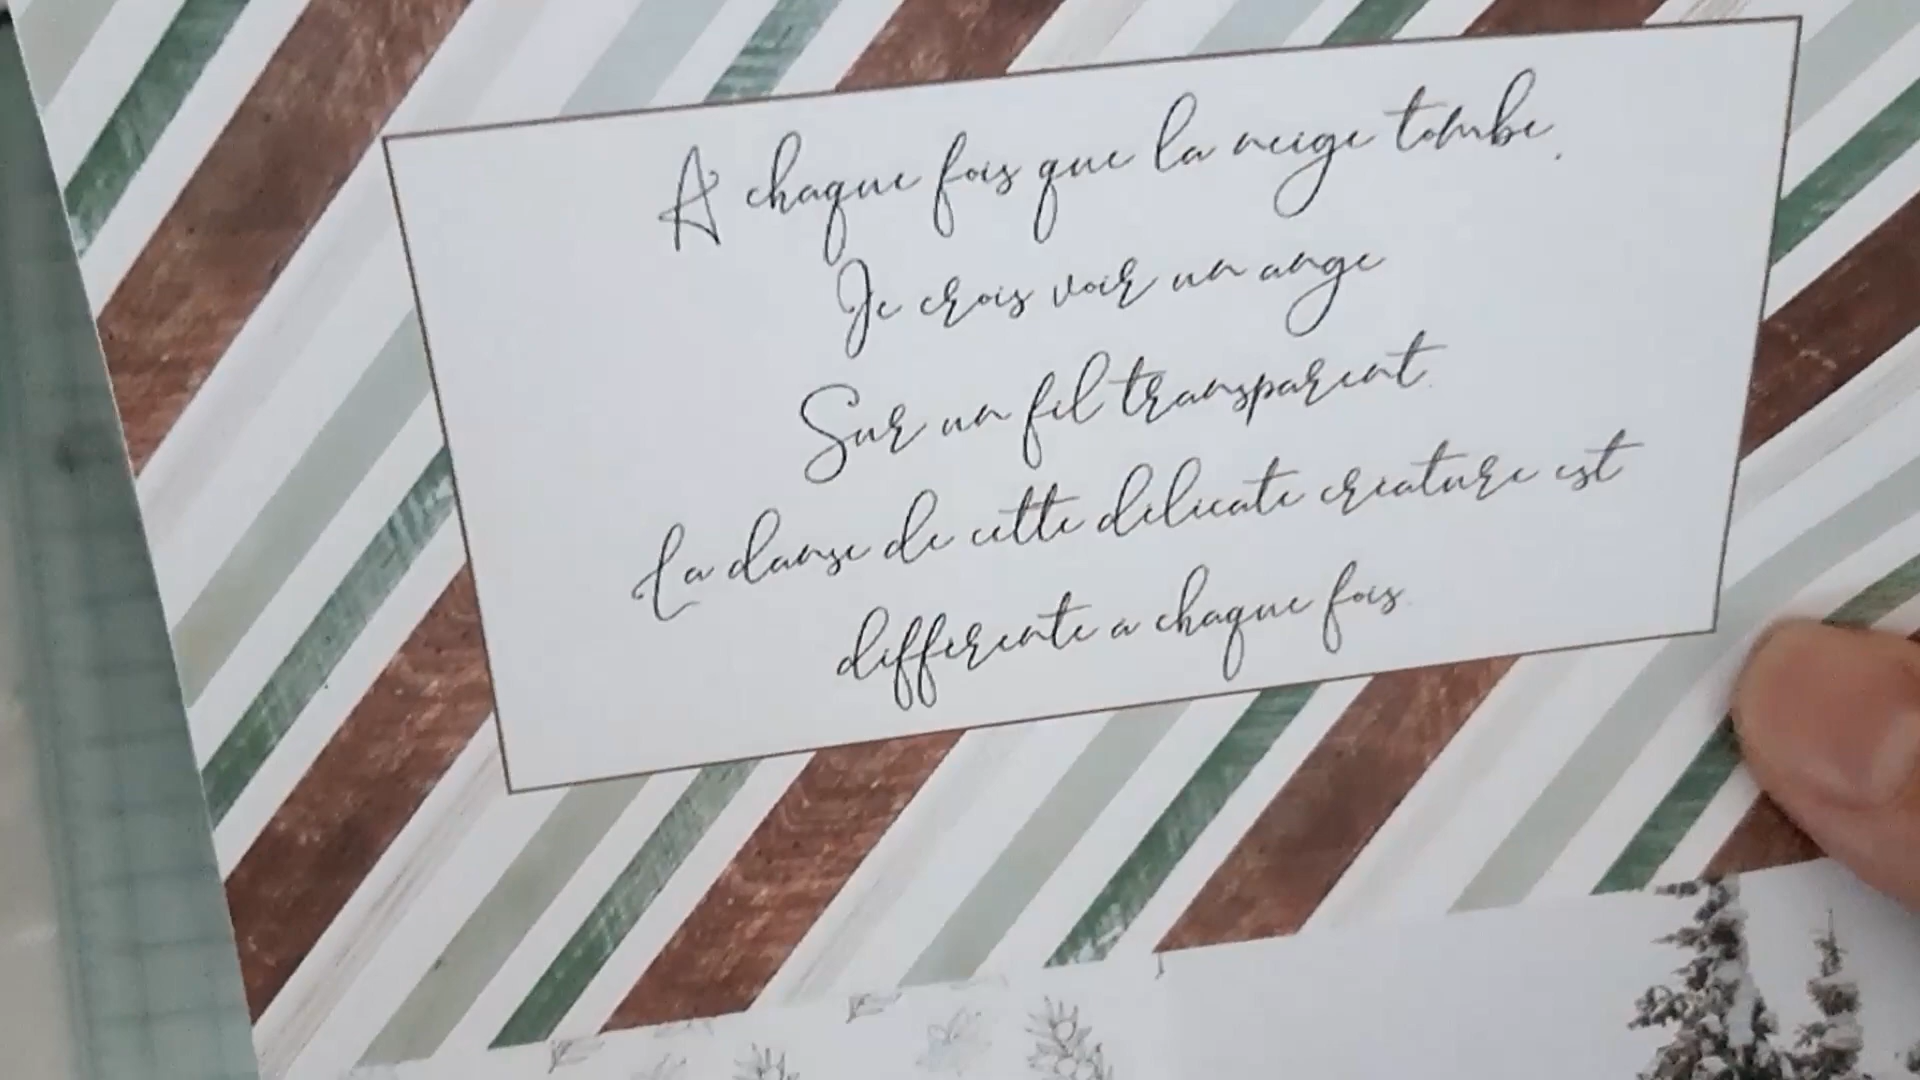 A chaque fois que la neige tombe.
Je crois voir un ange
Sur un fil transparent.
La danse de cette delicate creature est
differente a chaque fois.